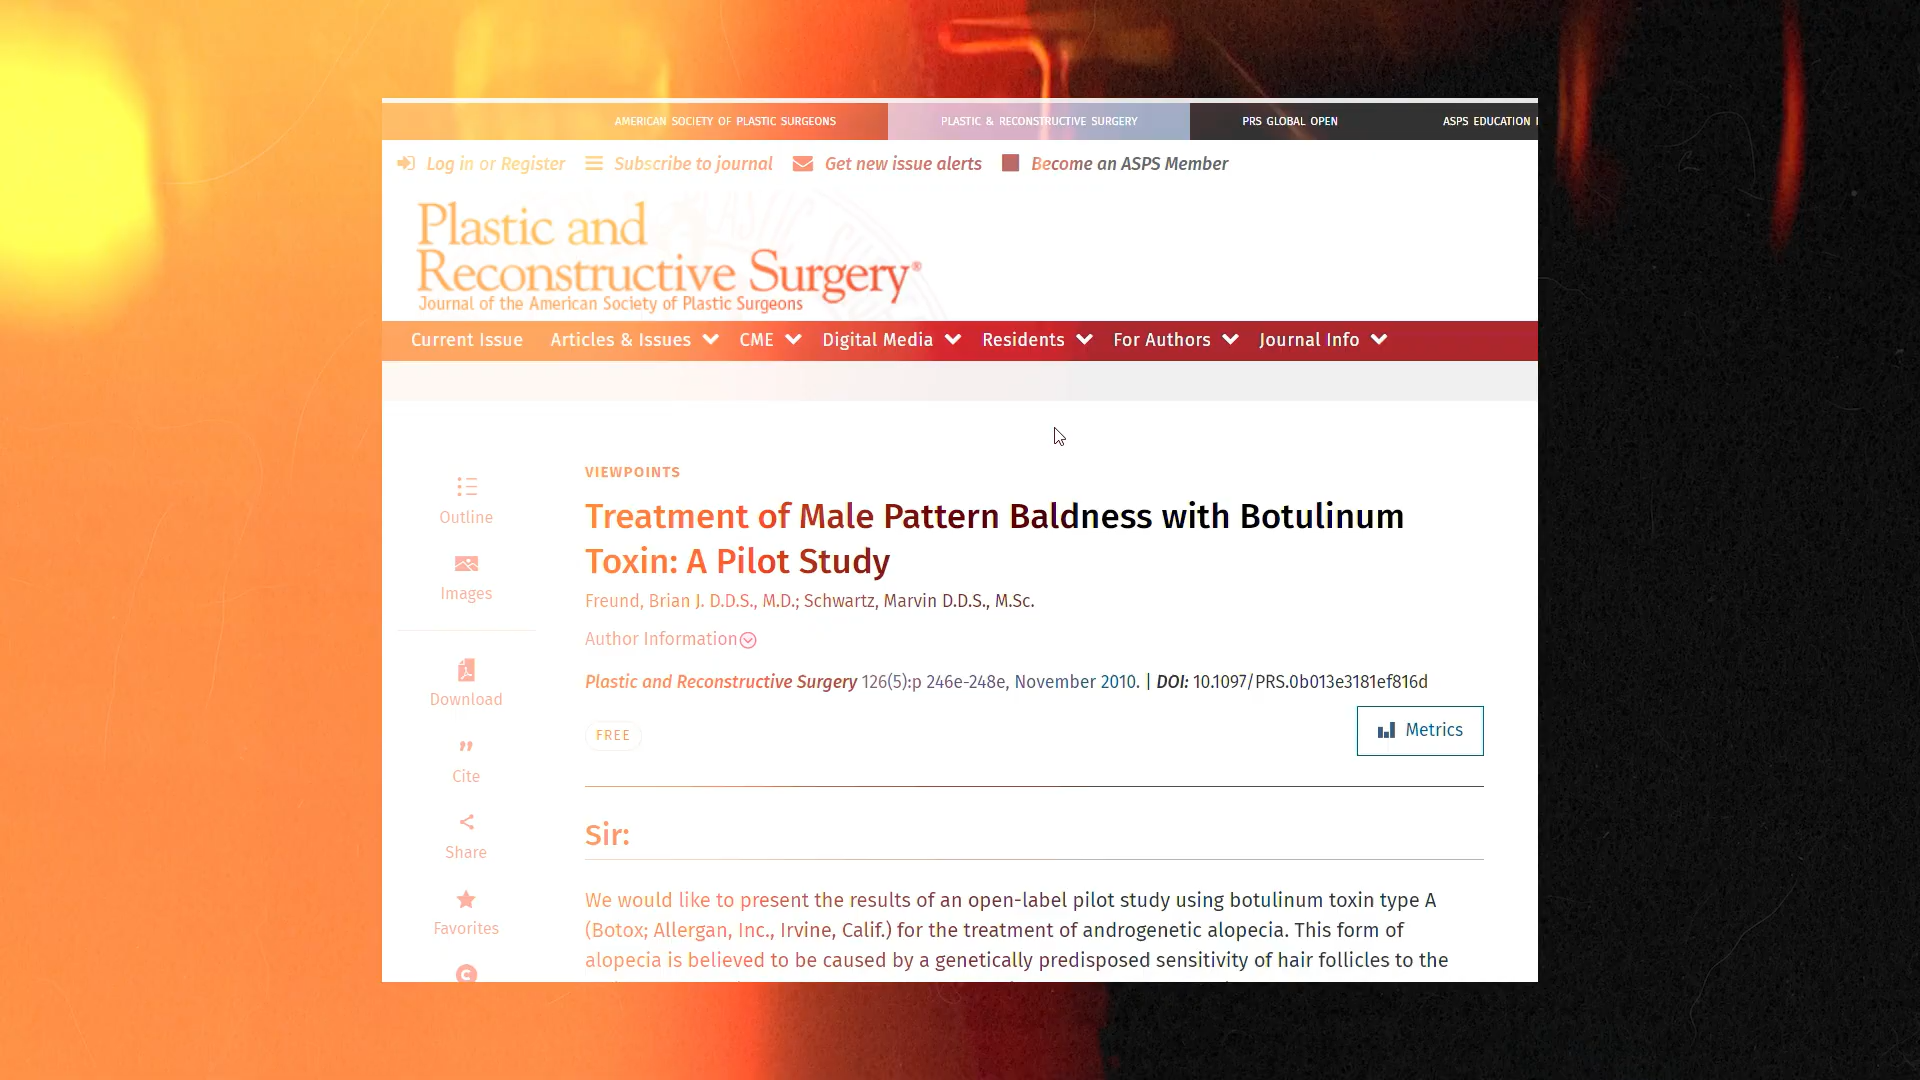 AMERICAN SOCIETY OF PLASTIC SURGEONS PLASTIC & RECONSTRUCTIVE SURGERY PRS GLOBAL OPEN ASPS EDUCATION
Log in or Register Subscribe to journal Get new issue alerts Become an ASPS Member
Plastic and
Reconstructive Surgery®
Journal of the American Society of Plastic Surgeons
Current Issue Articles & Issues CME Digital Media Residents For Authors Journal Info
VIEWPOINTS
Treatment of Male Pattern Baldness with Botulinum
Toxin: A Pilot Study
Freund, Brian J. D.D.S., M.D.; Schwartz, Marvin D.D.S., M.Sc.
Author Information
Plastic and Reconstructive Surgery 126(5):p 246e-248e, November 2010. | DOI: 10.1097/PRS.0b013e3181ef816d
FREE
Metrics
Outline
Images
Download
Cite
Share
Favorites
Sir:
We would like to present the results of an open-label pilot study using botulinum toxin type A
(Botox; Allergan, Inc., Irvine, Calif.) for the treatment of androgenetic alopecia. This form of
alopecia is believed to be caused by a genetically predisposed sensitivity of hair follicles to the